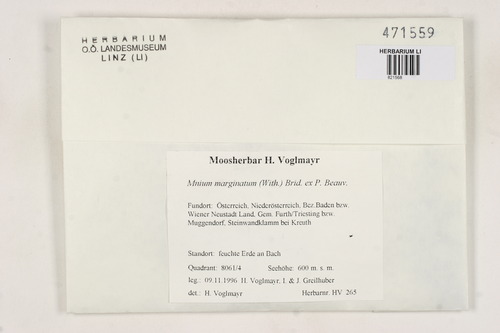 HERBARIUM
O.Ö. LANDESMUSEUM
LINZ (LI)
471559
HERBARIUM LI
Moosherbar H. Voglmayr
Mnium marginatum (With.) Brid. ex P. Beauv.
Fundort: Österreich, Niederösterreich, Bez.Baden bzw.
Wiener Neustadt Land, Gem. Furth/Triesting bzw.
Muggendorf, Steinwandklamm bei Kreuth
Standort: feuchte Erde an Bach
Quadrant: 8061/4 Seehöhe: 600 m. s. m.
leg.: 09.11.1996 H. Voglmayr, I. & J. Greilhuber
det.: H. Voglmayr Herbarnr. HV 265